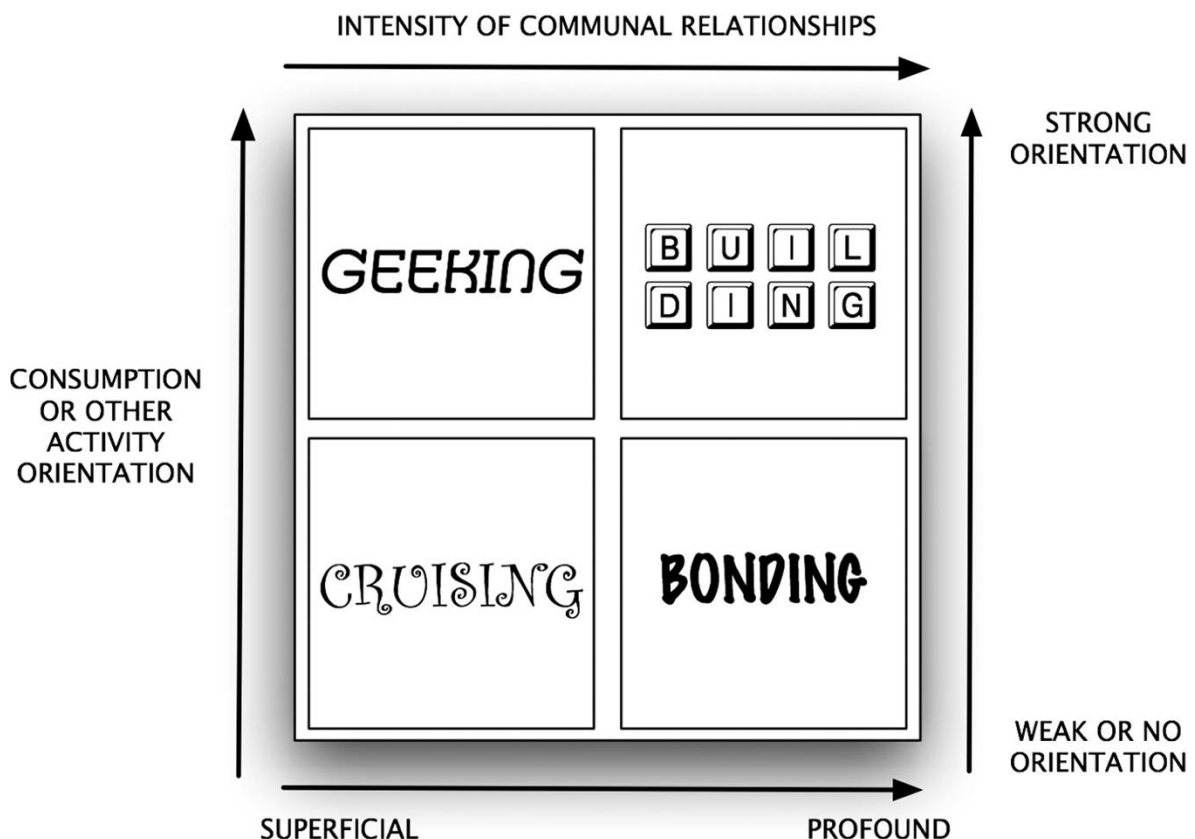 INTENSITY OF COMMUNAL RELATIONSHIPS
STRONG
ORIENTATION
GEEKING
BUIL
DING
CONSUMPTION
OR OTHER
ACTIVITY
ORIENTATION
CRUISING
BONDING
WEAK OR NO
ORIENTATION
SUPERFICIAL
PROFOUND